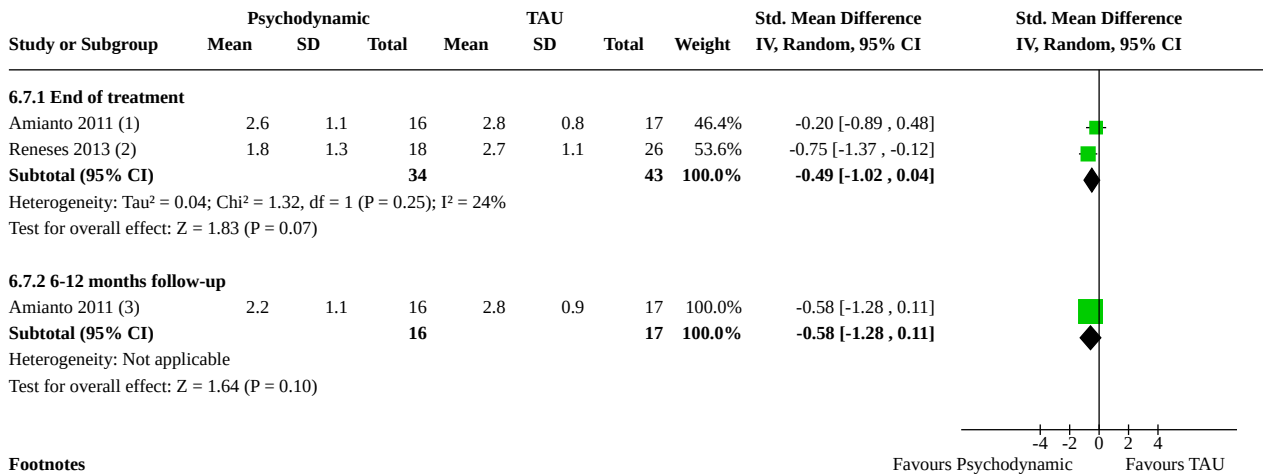 Psychodynamic TAU Std. Mean Difference Std. Mean Difference
Study or Subgroup Mean SD Total Mean SD Total Weight IV, Random, 95% CI IV, Random, 95% CI
6.7.1 End of treatment
Amianto 2011 (1) 2.6 1.1 16 2.8 0.8 17 46.4% -0.20 [-0.89 , 0.48]
Reneses 2013 (2) 1.8 1.3 18 2.7 1.1 26 53.6% -0.75 [-1.37 , -0.12]
Subtotal (95% CI) 34 43 100.0% -0.49 [-1.02 , 0.04]
Heterogeneity: Tau² = 0.04; Chi² = 1.32, df = 1 (P = 0.25); I² = 24%
Test for overall effect: Z = 1.83 (P = 0.07)
6.7.2 6-12 months follow-up
Amianto 2011 (3) 2.2 1.1 16 2.8 0.9 17 100.0% -0.58 [-1.28 , 0.11]
Subtotal (95% CI) 16 17 100.0% -0.58 [-1.28 , 0.11]
Heterogeneity: Not applicable
Test for overall effect: Z = 1.64 (P = 0.10)
-4 -2 0 2 4
Footnotes Favours Psychodynamic Favours TAU